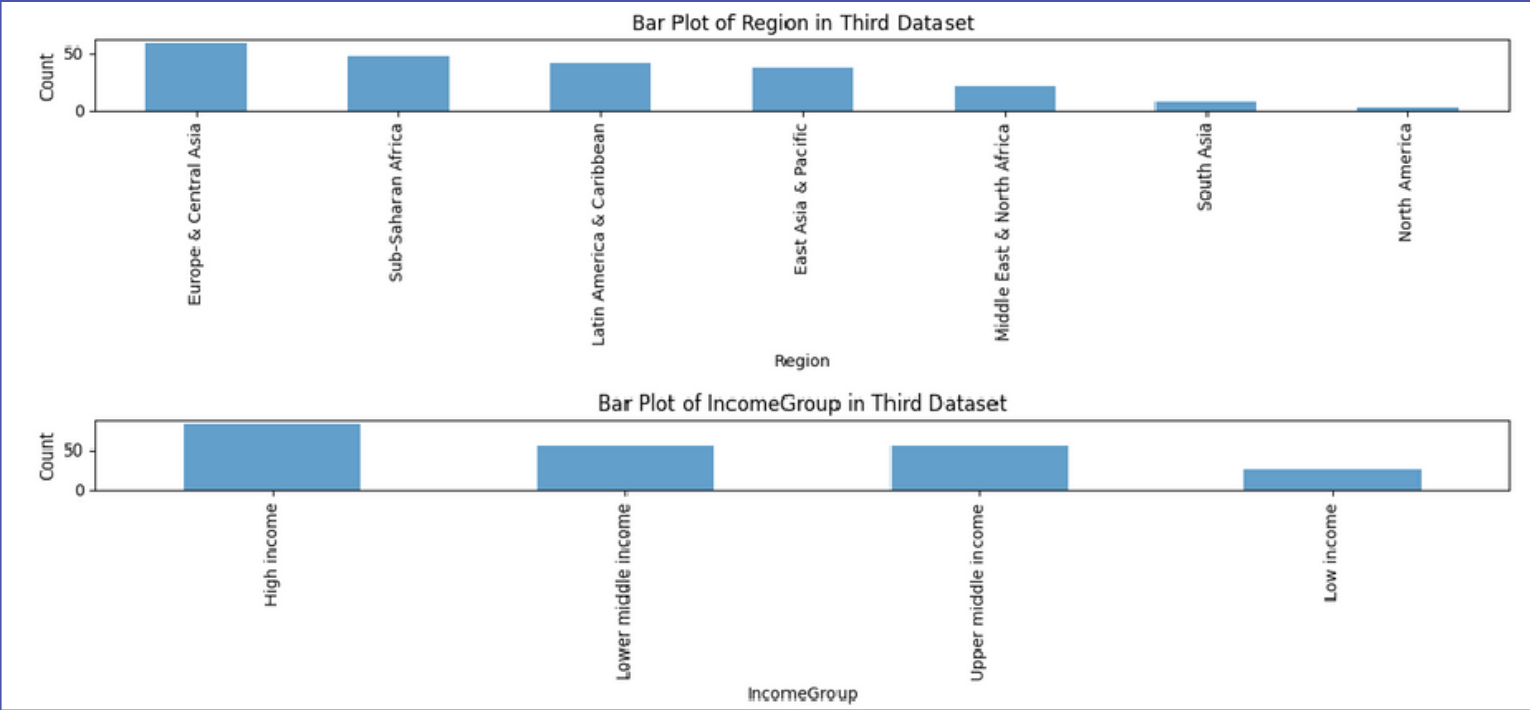 Bar Plot of Region in Third Dataset
Count
50
0
Europe & Central Asia
Sub-Saharan Africa
Latin America & Caribbean
East Asia & Pacific
Middle East & North Africa
South Asia
North America
Region
Bar Plot of IncomeGroup in Third Dataset
Count
50
0
High income
Lower middle income
Upper middle income
Low income
IncomeGroup